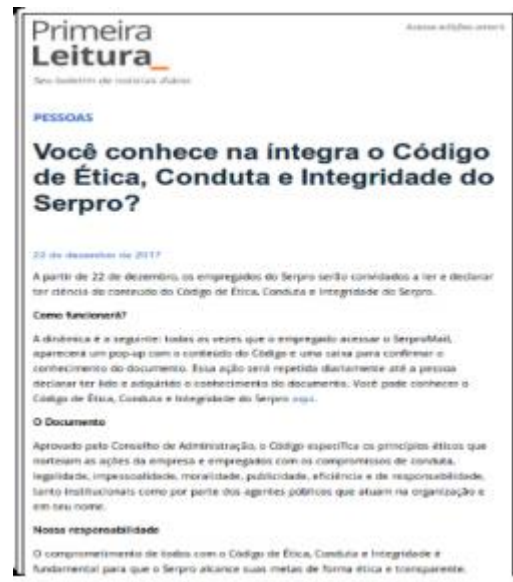 Primeira
Acesse edições anteri
Leitura_
Seu boletim de notícias diário
PESSOAS
Você conhece na íntegra o Código
de Ética, Conduta e Integridade do
Serpro?
22 de dezembro de 2017
A partir de 22 de dezembro, os empregados do Serpro serão convidados a ler e declarar
ter ciência do conteúdo do Código de Ética, Conduta e Integridade do Serpro.
Como funcionará?
A dinâmica é a seguinte: todas as vezes que o empregado acessar o SerproMail,
aparecerá um pop-up com o conteúdo do Código e uma caixa para confirmar o
conhecimento do documento. Essa ação será repetida diariamente até a pessoa
declarar ter lido e adquirido o conhecimento do documento. Você pode conhecer o
Código de Ética, Conduta e Integridade do Serpro aqui.
O Documento
Aprovado pelo Conselho de Administração, o Código especifica os princípios éticos que
norteiam as ações da empresa e empregados com os compromissos de conduta,
legalidade, impessoalidade, moralidade, publicidade, eficiência e de responsabilidade,
tanto institucionais como por parte dos agentes públicos que atuam na organização e
em seu nome.
Nossa responsabilidade
O comprometimento de todos com o Código de Ética, Conduta e Integridade é
fundamental para que o Serpro alcance suas metas de forma ética e transparente.